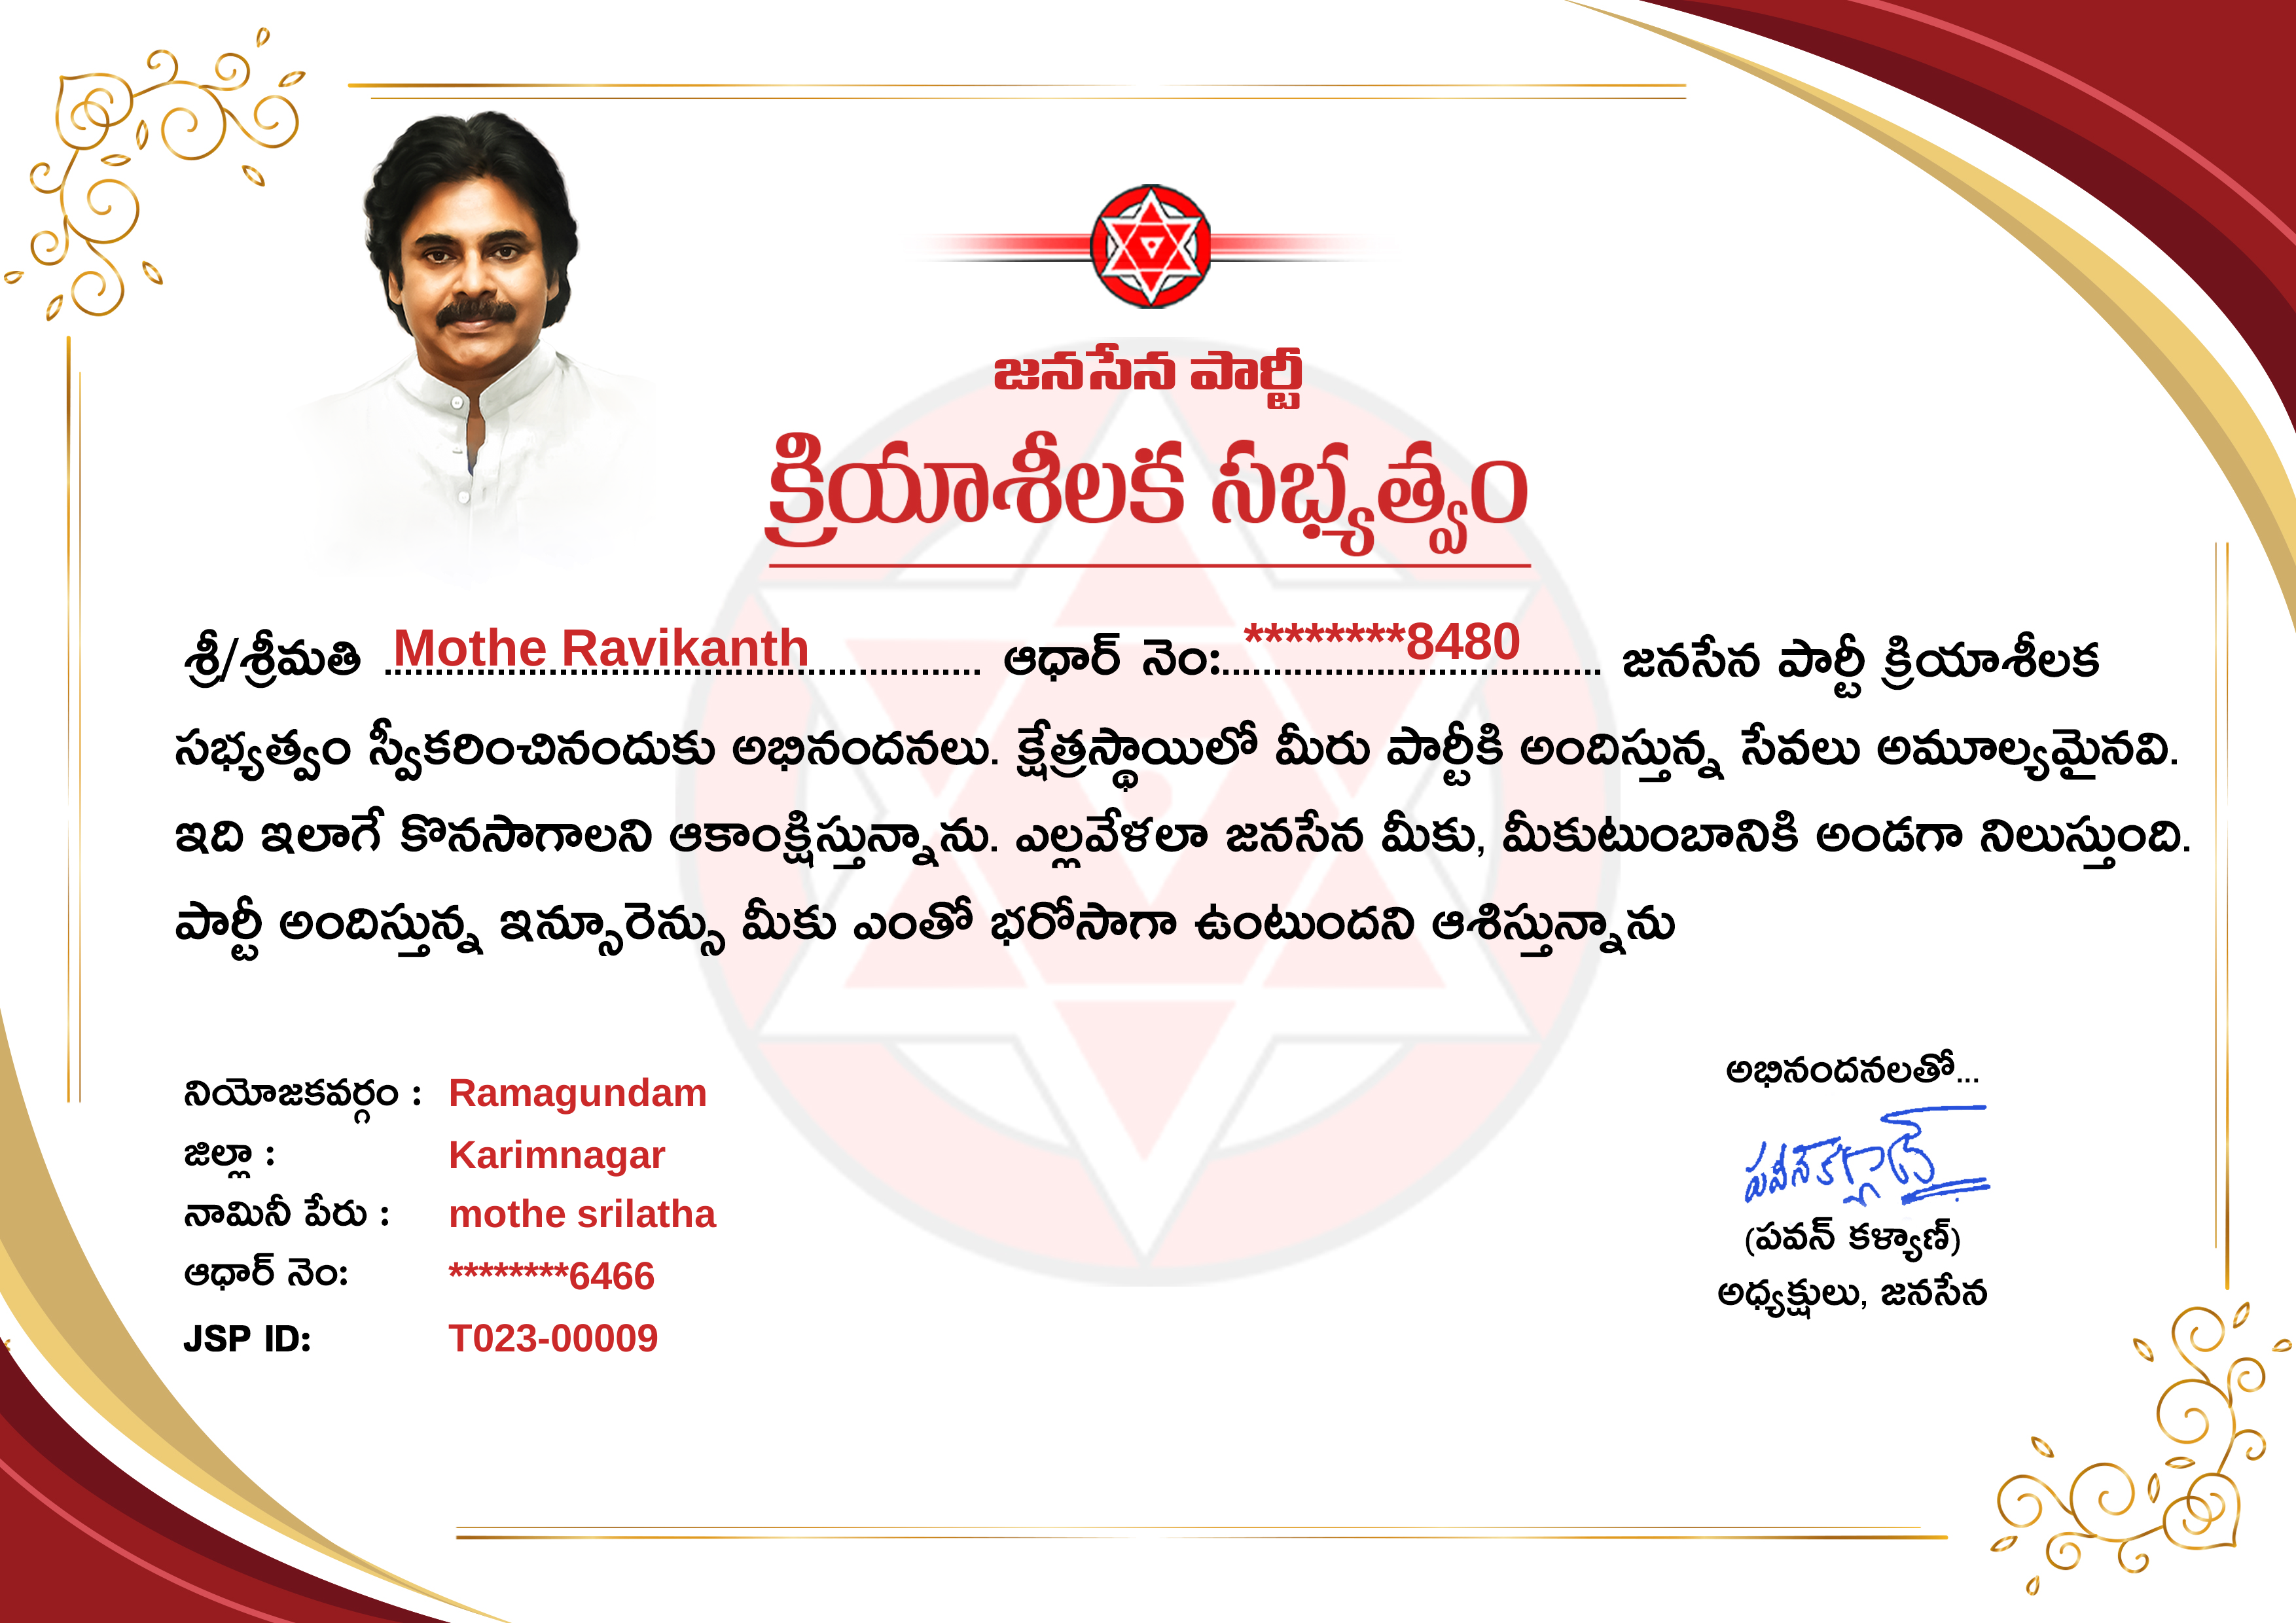 జనసేన పార్టీ
క్రియాశీలక సభ్యత్వం
శ్రీ/శ్రీమతి Mothe Ravikanth ఆధార్ నెం: ********8480 జనసేన పార్టీ క్రియాశీలక
సభ్యత్వం స్వీకరించినందుకు అభినందనలు. క్షేత్రస్థాయిలో మీరు పార్టీకి అందిస్తున్న సేవలు అమూల్యమైనవి.
ఇది ఇలాగే కొనసాగాలని ఆకాంక్షిస్తున్నాను. ఎల్లవేళలా జనసేన మీకు, మీకుటుంబానికి అండగా నిలుస్తుంది.
పార్టీ అందిస్తున్న ఇన్సూరెన్సు మీకు ఎంతో భరోసాగా ఉంటుందని ఆశిస్తున్నాను
నియోజకవర్గం : Ramagundam
జిల్లా : Karimnagar
నామినీ పేరు : mothe srilatha
ఆధార్ నెం: ********6466
JSP ID: T023-00009
అభినందనలతో...
పవన్ కళ్యాణ్
(పవన్ కళ్యాణ్)
అధ్యక్షులు, జనసేన